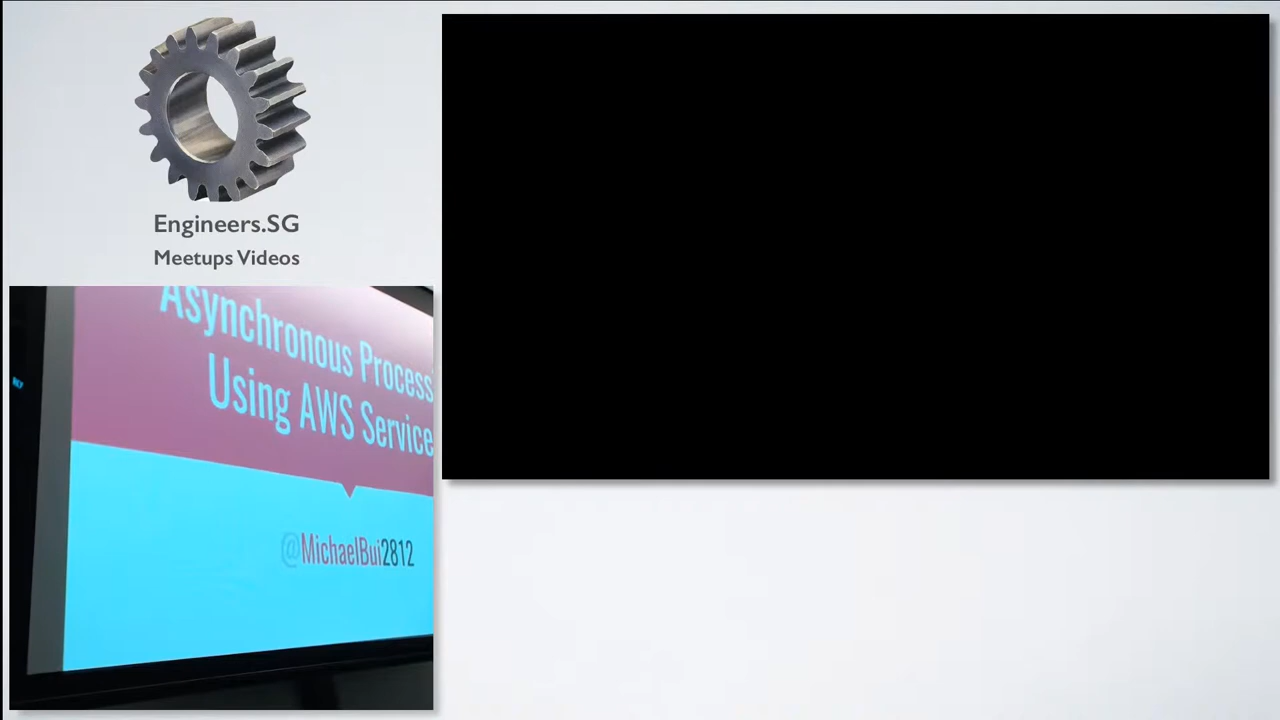 Engineers.SG
Meetups Videos
Asynchronous Process
Using AWS Service
@MichaelBui2812